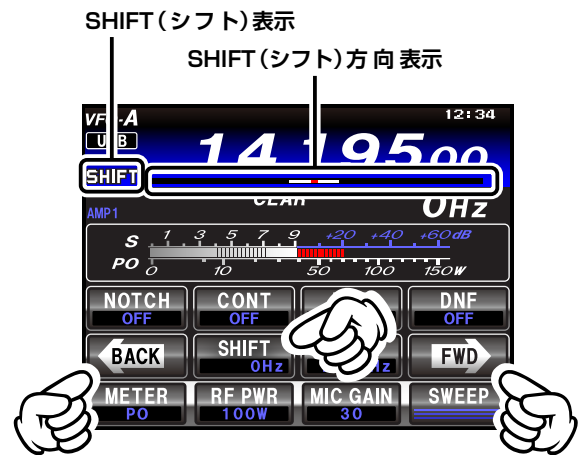 SHIFT（シフト）表示
SHIFT（シフト）方向表示
12:34
A
SHIFT
AMP1
0Hz
S 1 3 5 7 9 +20 +40 +60dB
PO 0 10 50 100 150W
NOTCH CONT DNF
OFF OFF OFF
BACK SHIFT FWD
0Hz
METER RF PWR MIC GAIN SWEEP
PO 100W 30